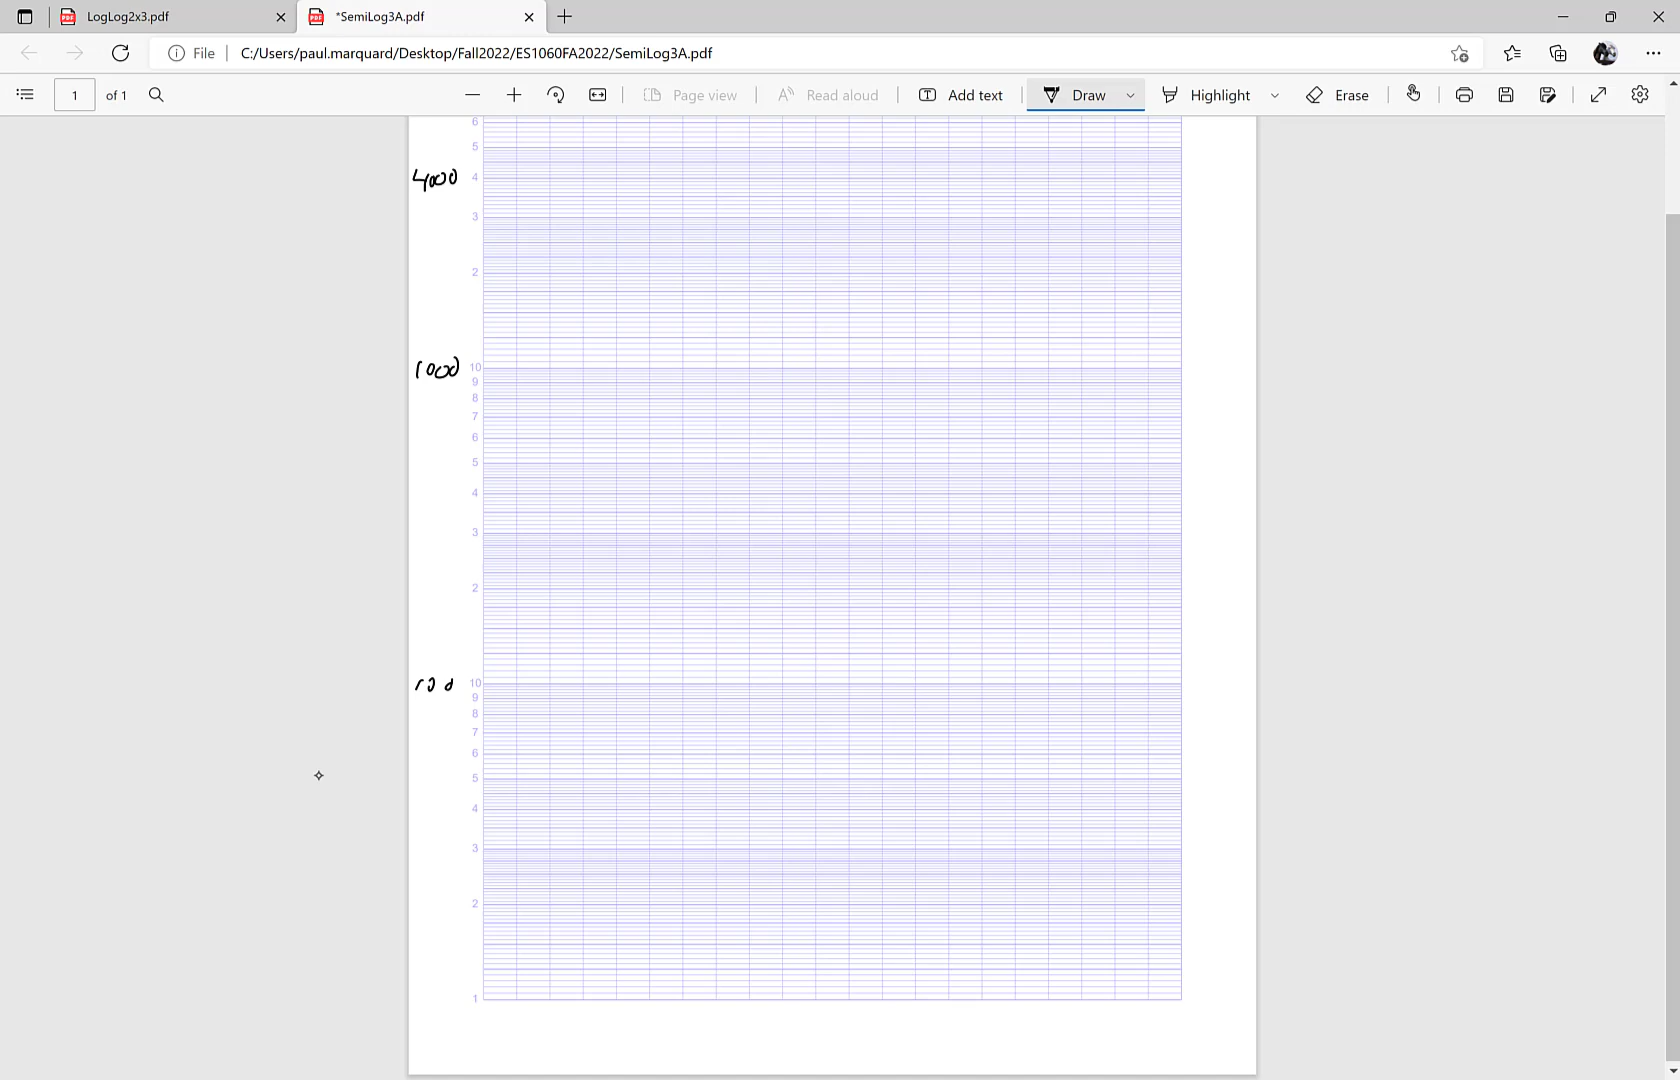 LogLog2x3.pdf
*SemiLog3A.pdf
File
C:/Users/paul.marquard/Desktop/Fall2022/ES1060FA2022/SemiLog3A.pdf
1 of 1
Page view
Read aloud
Add text
Draw
Highlight
Erase
6
5
4000 4
3
2
1000 10
9
8
7
6
5
4
3
2
100 10
9
8
7
6
5
4
3
2
1